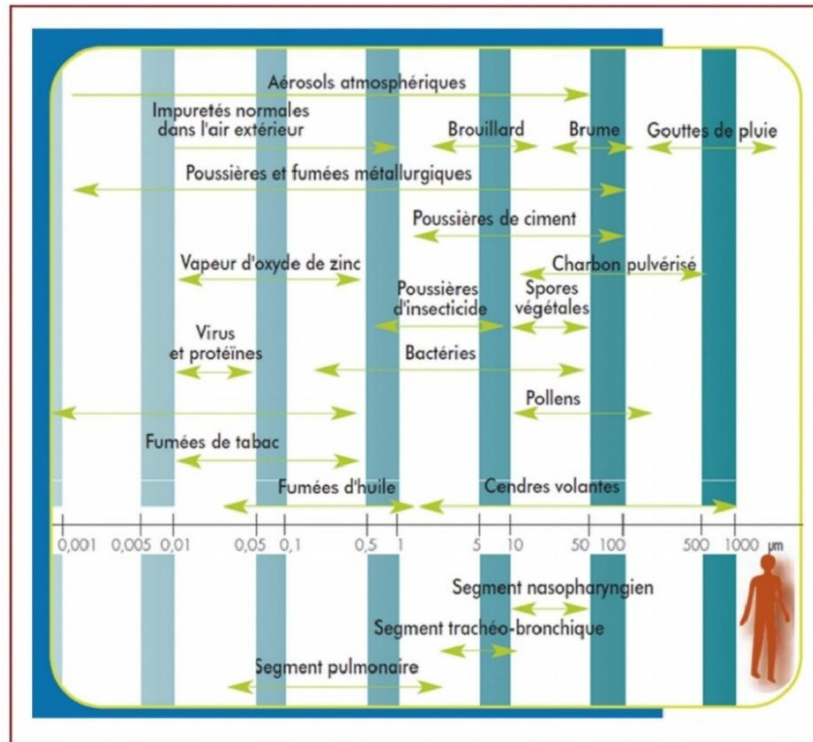 Aérosols atmosphériques
Impuretés normales
dans l'air extérieur
Brouillard
Brume
Gouttes de pluie
Poussières et fumées métallurgiques
Poussières de ciment
Vapeur d'oxyde de zinc
Charbon pulvérisé
Poussières
d'insecticide
Spores
végétales
Virus
et protéïnes
Bactéries
Pollens
Fumées de tabac
Fumées d'huile
Cendres volantes
0,001 0,005 0,01 0,05 0,1 0,5 1 5 10 50 100 500 1000 µm
Segment nasopharyngien
Segment trachéo-bronchique
Segment pulmonaire